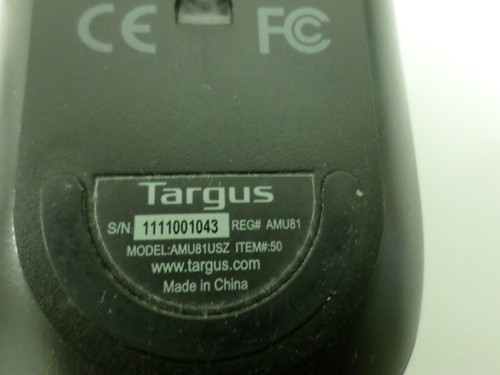 CE FC
Targus
S/N 1111001043 REG# AMU81
MODEL:AMU81USZ ITEM#:50
www.targus.com
Made in China